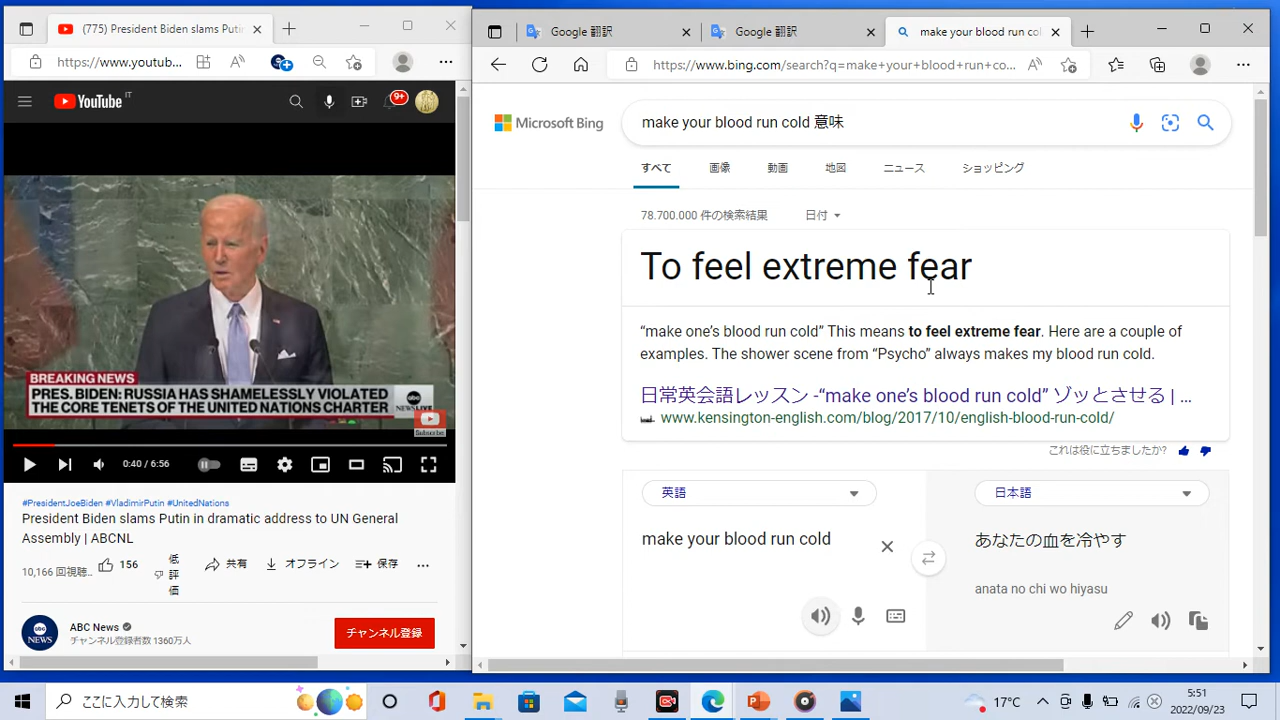 (775) President Biden slams Putin
https://www.youtub...
YouTube IT
9+
BREAKING NEWS
PRES. BIDEN: RUSSIA HAS SHAMELESSLY VIOLATED
THE CORE TENETS OF THE UNITED NATIONS CHARTER
abc
NEWS LIVE
Subscribe
0:40 / 6:56
#PresidentJoeBiden #VladimirPutin #UnitedNations
President Biden slams Putin in dramatic address to UN General
Assembly | ABCNL
10,166 回視聴..
156
低評価
共有
オフライン
保存
abc NEWS
ABC News
チャンネル登録者数 1360万人
チャンネル登録
Google 翻訳
Google 翻訳
make your blood run col
https://www.bing.com/search?q=make+your+blood+run+co...
Microsoft Bing
make your blood run cold 意味
すべて 画像 動画 地図 ニュース ショッピング
78.700.000 件の検索結果 日付
To feel extreme fear
“make one’s blood run cold” This means to feel extreme fear. Here are a couple of
examples. The shower scene from “Psycho” always makes my blood run cold.
日常英会話レッスン -“make one’s blood run cold” ゾッとさせる | ...
www.kensington-english.com/blog/2017/10/english-blood-run-cold/
これは役に立ちましたか?
英語
日本語
make your blood run cold
あなたの血を冷やす
anata no chi wo hiyasu
ここに入力して検索
17°C
5:51
2022/09/23